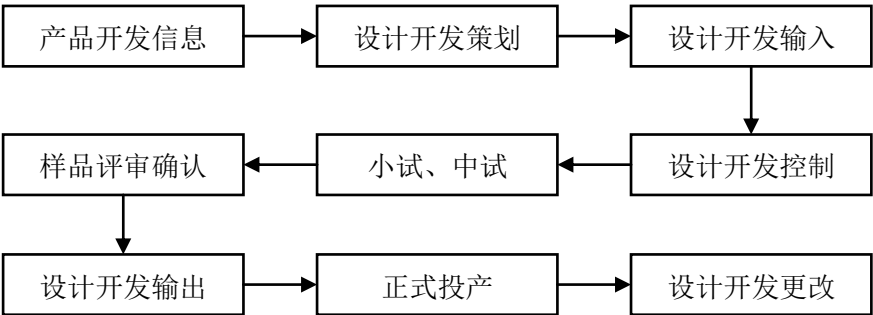 产品开发信息
设计开发策划
设计开发输入
设计开发控制
小试、中试
样品评审确认
设计开发输出
正式投产
设计开发更改